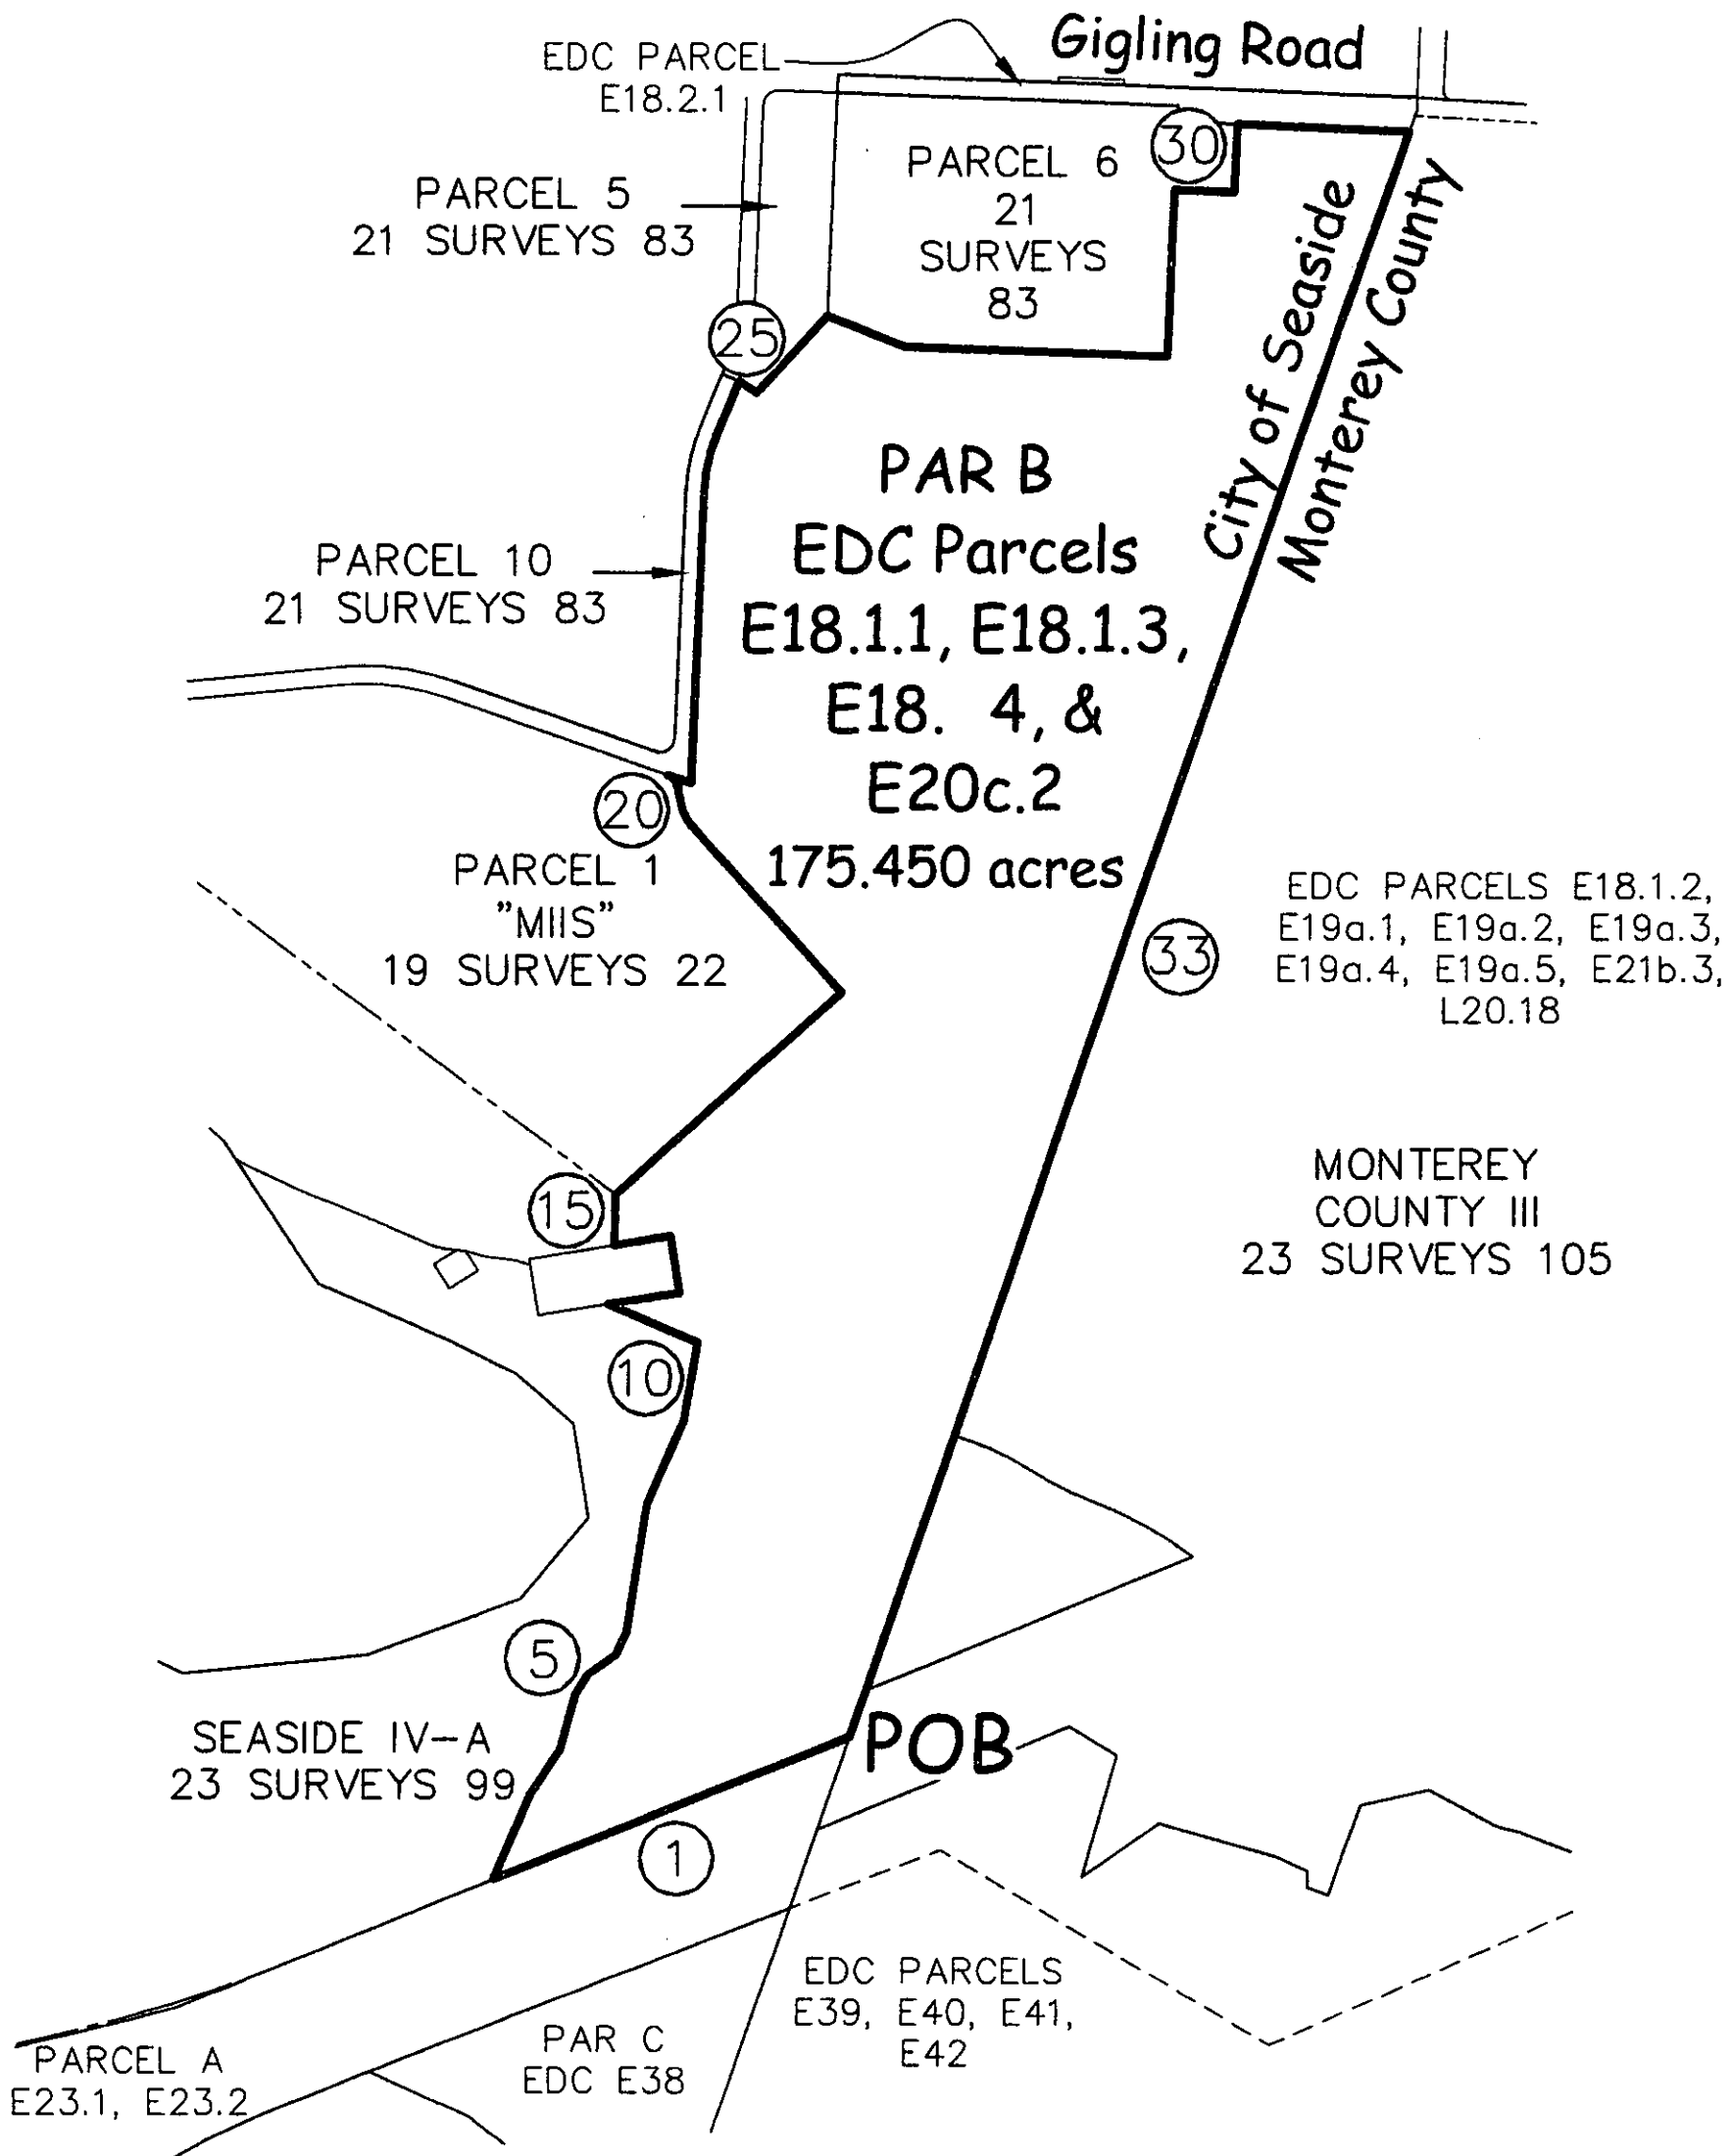 Gigling Road
EDC PARCEL
E18.2.1
30
PARCEL 6
21
SURVEYS
83
PARCEL 5
21 SURVEYS 83
City of Seaside
Monterey County
25
PAR B
EDC Parcels
E18.1.1, E18.1.3,
E18. 4, &
E20c.2
175.450 acres
PARCEL 10
21 SURVEYS 83
20
PARCEL 1
"MIIS"
19 SURVEYS 22
33
EDC PARCELS E18.1.2,
E19a.1, E19a.2, E19a.3,
E19a.4, E19a.5, E21b.3,
L20.18
MONTEREY
COUNTY III
23 SURVEYS 105
15
10
5
SEASIDE IV-A
23 SURVEYS 99
POB
1
EDC PARCELS
E39, E40, E41,
E42
PAR C
EDC E38
PARCEL A
E23.1, E23.2